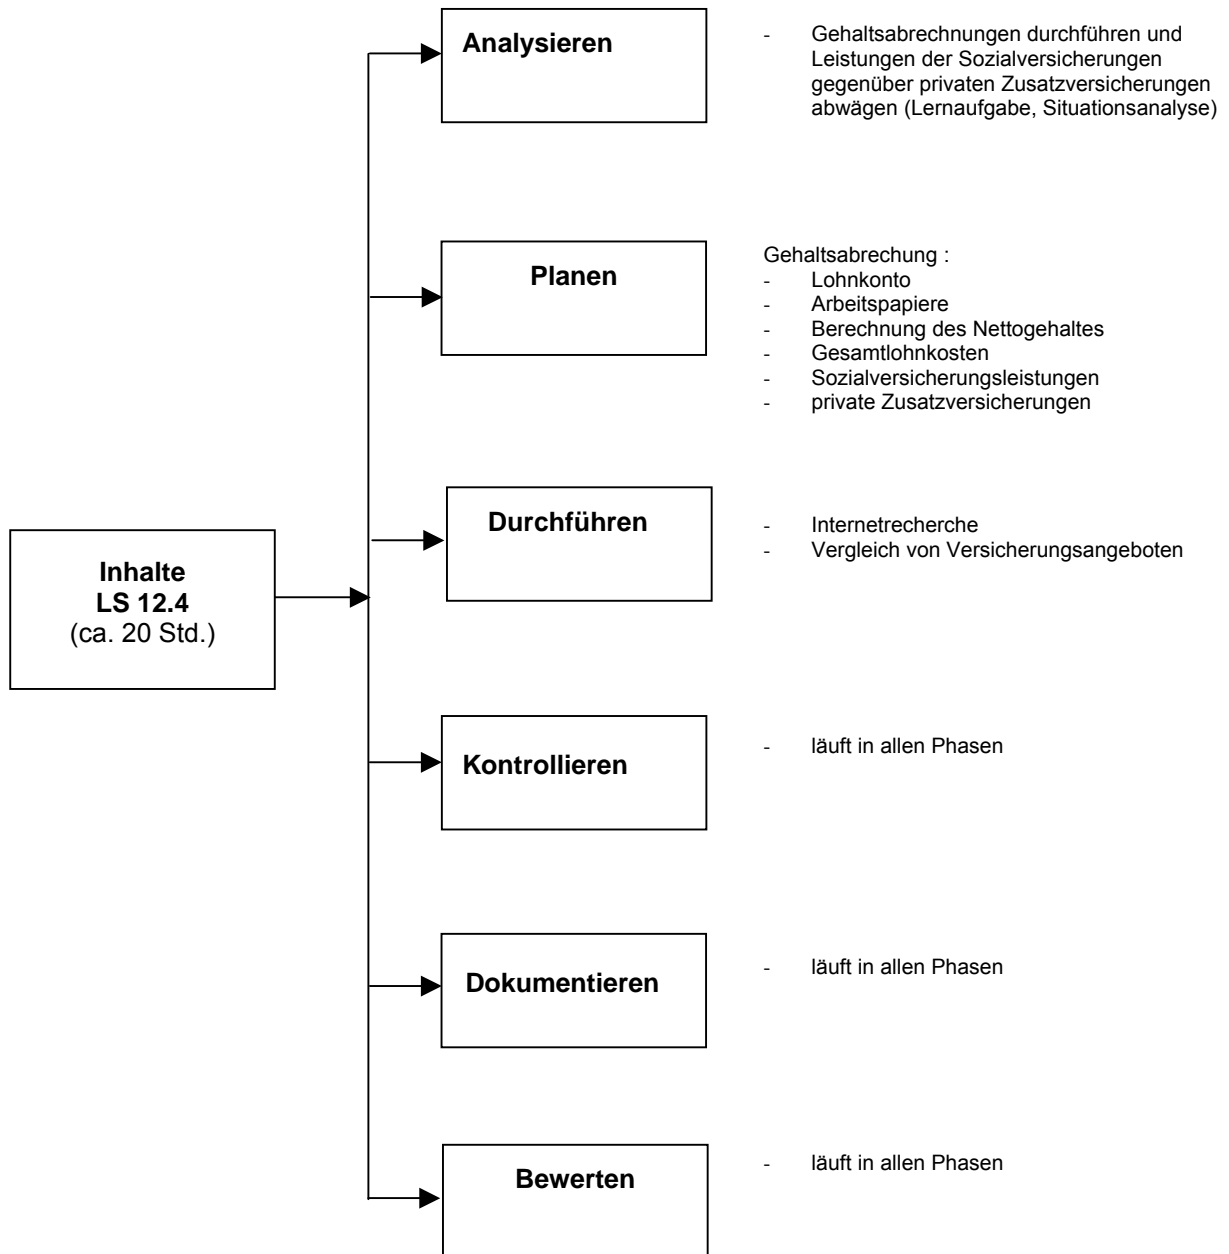 Analysieren
- Gehaltsabrechnungen durchführen und
Leistungen der Sozialversicherungen
gegenüber privaten Zusatzversicherungen
abwägen (Lernaufgabe, Situationsanalyse)
Planen
Gehaltsabrechung :
- Lohnkonto
- Arbeitspapiere
- Berechnung des Nettogehaltes
- Gesamtlohnkosten
- Sozialversicherungsleistungen
- private Zusatzversicherungen
Durchführen
- Internetrecherche
- Vergleich von Versicherungsangeboten
Inhalte
LS 12.4
(ca. 20 Std.)
Kontrollieren
- läuft in allen Phasen
Dokumentieren
- läuft in allen Phasen
Bewerten
- läuft in allen Phasen